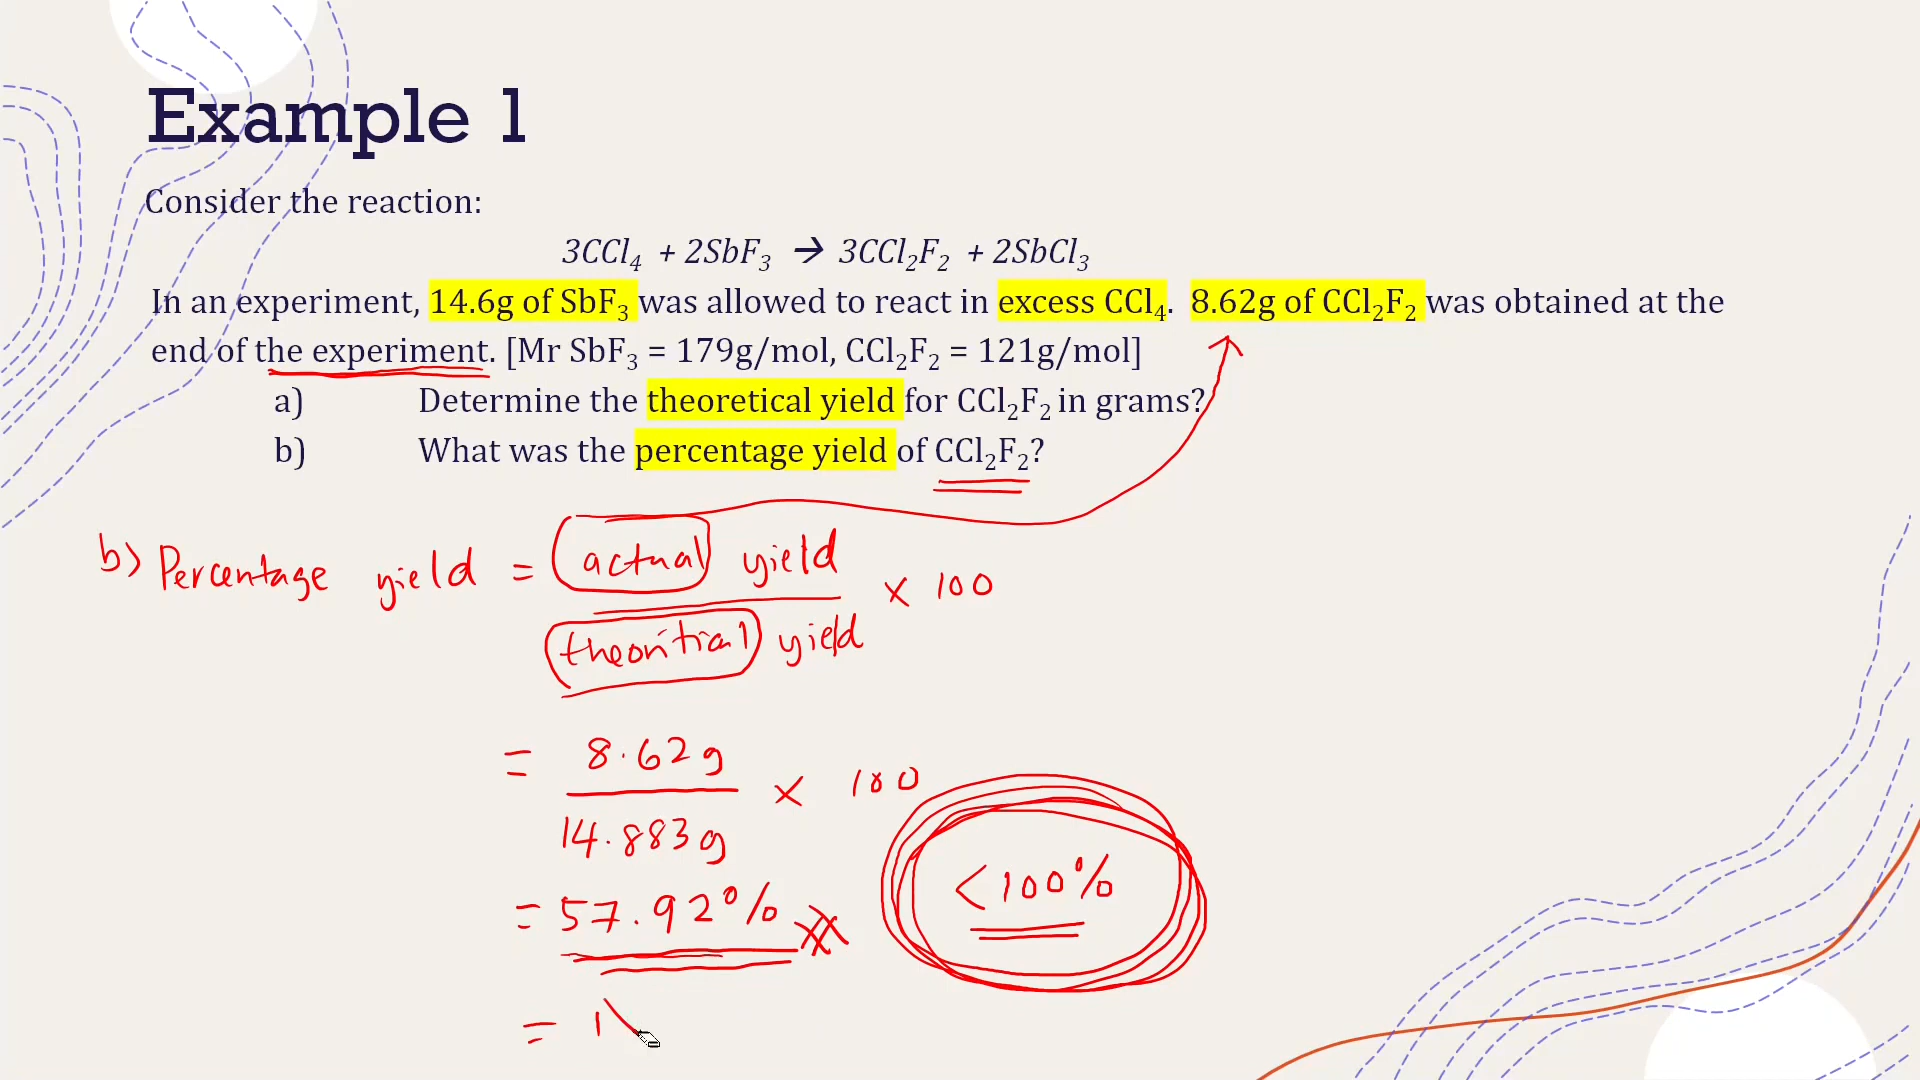 Example 1
Consider the reaction:
3CCl₄ + 2SbF₃ → 3CCl₂F₂ + 2SbCl₃
In an experiment, 14.6g of SbF₃ was allowed to react in excess CCl₄. 8.62g of CCl₂F₂ was obtained at the
end of the experiment. [Mr SbF₃ = 179g/mol, CCl₂F₂ = 121g/mol]
a) Determine the theoretical yield for CCl₂F₂ in grams?
b) What was the percentage yield of CCl₂F₂?
b) Percentage yield = actual yield
× 100
theoritial yield
= 8.62g
× 100
14.883g
= 57.92%
<100%
= 1